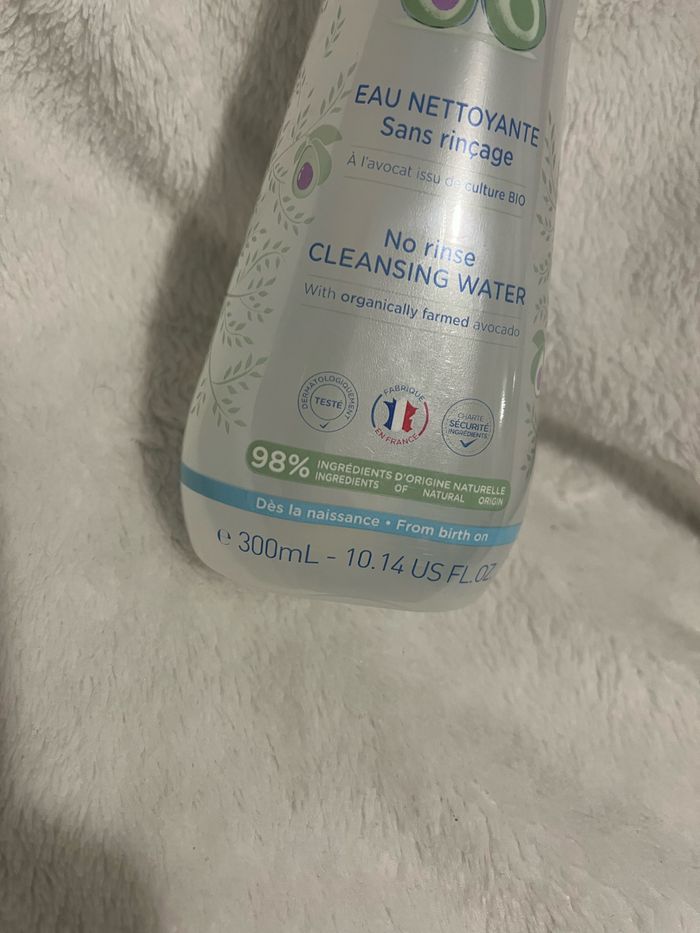 EAU NETTOYANTE
Sans rinçage
À l'avocat issu de culture BIO
No rinse
CLEANSING WATER
With organically farmed avocado
DERMATOLOGIQUEMENT
TESTÉ
FABRIQUÉ
EN FRANCE
CHARTE
SÉCURITÉ
INGRÉDIENTS
98%
INGRÉDIENTS D'ORIGINE NATURELLE
INGREDIENTS OF NATURAL ORIGIN
Dès la naissance • From birth on
e 300mL - 10.14 US FL.OZ